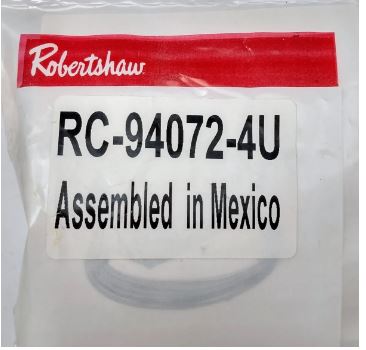 Robertshaw
RC-94072-4U
Assembled in Mexico